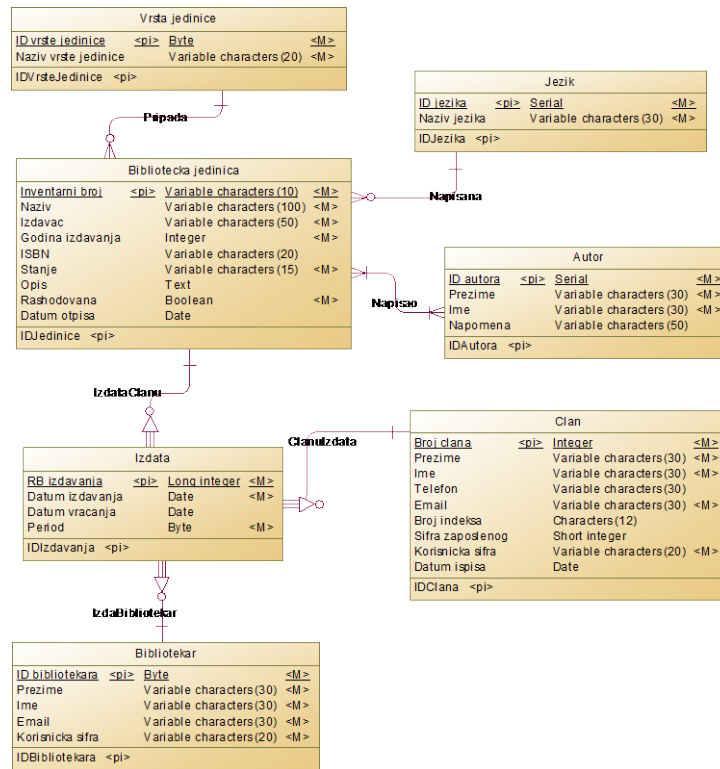 Vrsta jedinice
ID vrste jedinice <pi> Byte <M>
Naziv vrste jedinice Variable characters (20) <M>
IDVrsteJedinice <pi>
Pripada
Jezik
ID jezika <pi> Serial <M>
Naziv jezika Variable characters (30) <M>
IDJezika <pi>
Napisana
Bibliotecka jedinica
Inventarni broj <pi> Variable characters (10) <M>
Naziv Variable characters (100) <M>
Izdavac Variable characters (50) <M>
Godina izdavanja Integer <M>
ISBN Variable characters (20)
Stanje Variable characters (15) <M>
Opis Text
Rashodovana Boolean <M>
Datum otpisa Date
IDJedinice <pi>
Napisao
Autor
ID autora <pi> Serial <M>
Prezime Variable characters (30) <M>
Ime Variable characters (30) <M>
Napomena Variable characters (50)
IDAutora <pi>
IzdataClanu
Izdata
RB izdavanja <pi> Long integer <M>
Datum izdavanja Date <M>
Datum vracanja Date
Period Byte <M>
IDIzdavanja <pi>
ClanuIzdata
Clan
Broj clana <pi> Integer <M>
Prezime Variable characters (30) <M>
Ime Variable characters (30) <M>
Telefon Variable characters (30)
Email Variable characters (30) <M>
Broj indeksa Characters (12)
Sifra zaposlenog Short integer
Korisnicka sifra Variable characters (20) <M>
Datum ispisa Date
IDClana <pi>
IzdaBibliotekar
Bibliotekar
ID bibliotekara <pi> Byte <M>
Prezime Variable characters (30) <M>
Ime Variable characters (30) <M>
Email Variable characters (30) <M>
Korisnicka sifra Variable characters (20) <M>
IDBibliotekara <pi>